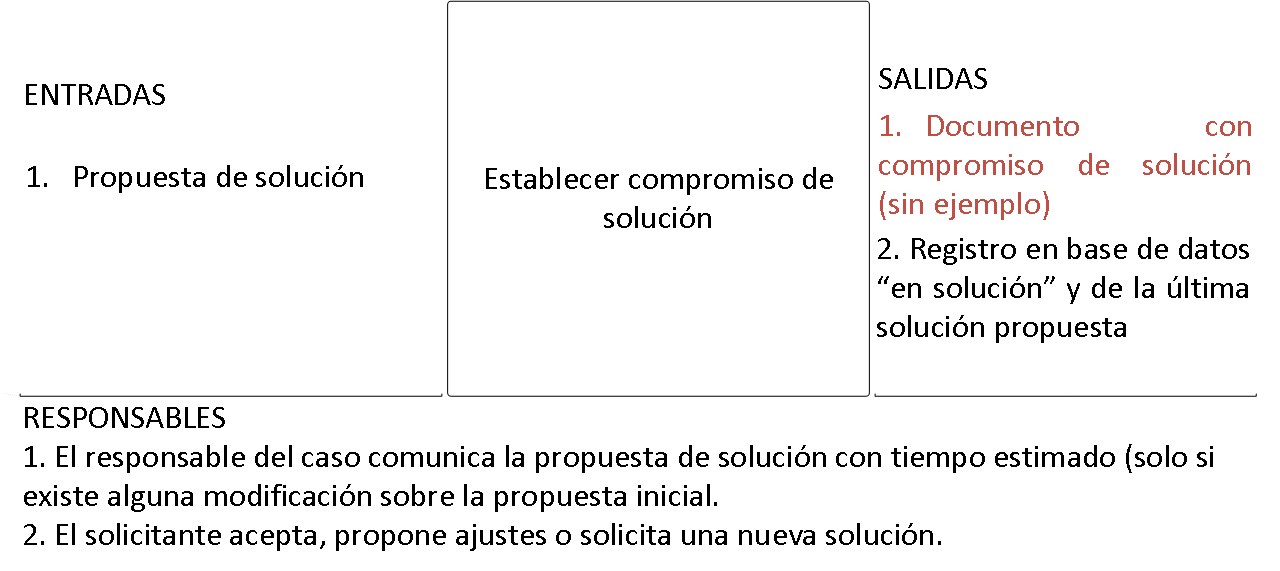 ENTRADAS
1. Propuesta de solución
Establecer compromiso de
solución
SALIDAS
1. Documento con
compromiso de solución
(sin ejemplo)
2. Registro en base de datos
“en solución” y de la última
solución propuesta
RESPONSABLES
1. El responsable del caso comunica la propuesta de solución con tiempo estimado (solo si
existe alguna modificación sobre la propuesta inicial.
2. El solicitante acepta, propone ajustes o solicita una nueva solución.